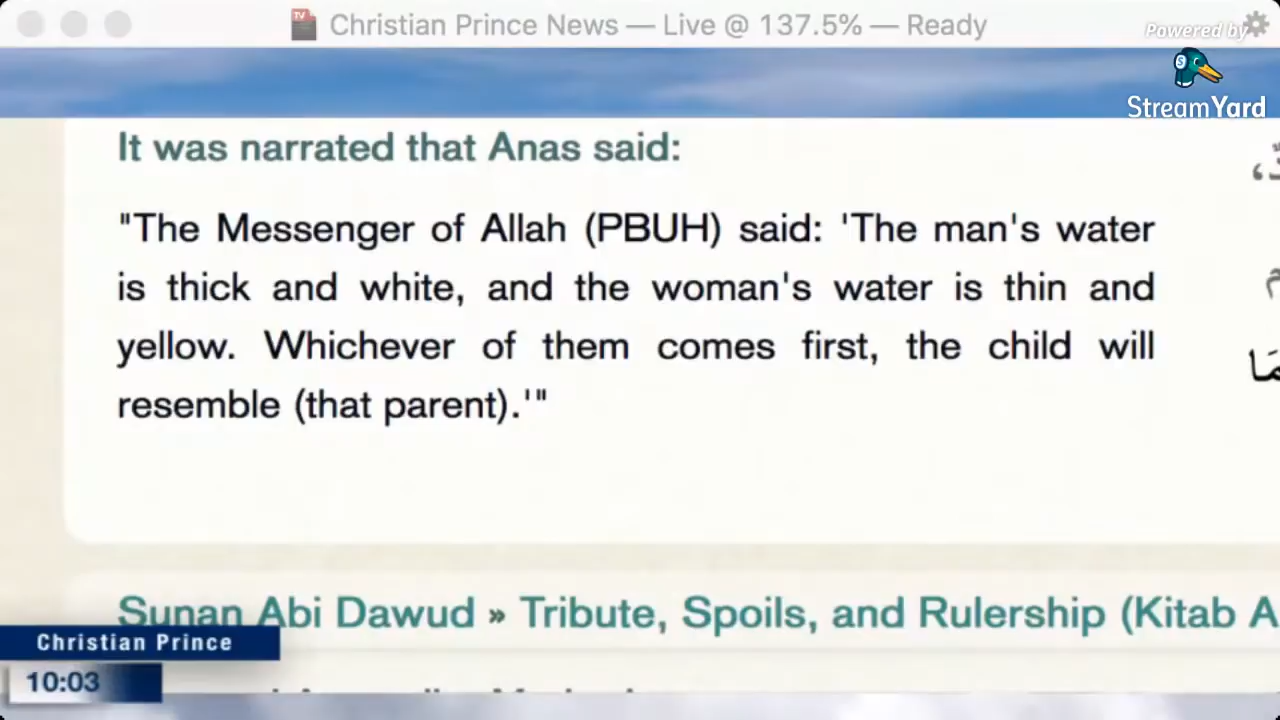 Christian Prince News — Live @ 137.5% — Ready
Powered by
StreamYard
It was narrated that Anas said:
"The Messenger of Allah (PBUH) said: 'The man's water
is thick and white, and the woman's water is thin and
yellow. Whichever of them comes first, the child will
resemble (that parent).'"
Sunan Abi Dawud » Tribute, Spoils, and Rulership (Kitab A
Christian Prince
10:03